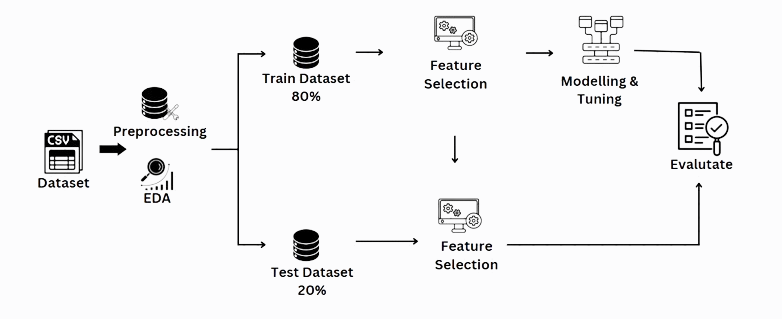 CSV
Dataset
Preprocessing
EDA
Train Dataset
80%
Feature
Selection
Modelling &
Tuning
Evalutate
Test Dataset
20%
Feature
Selection